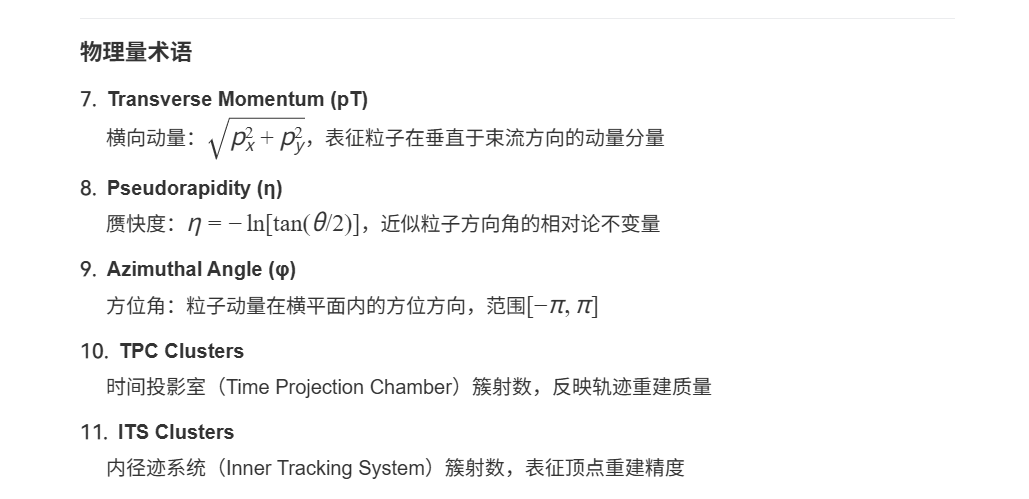 物理量术语
7. Transverse Momentum (pT)
横向动量：√(p_x^2 + p_y^2)，表征粒子在垂直于束流方向的动量分量
8. Pseudorapidity (η)
赝快度：η = − ln[tan(θ/2)]，近似粒子方向角的相对论不变量
9. Azimuthal Angle (φ)
方位角：粒子动量在横平面内的方位方向，范围[−π, π]
10. TPC Clusters
时间投影室（Time Projection Chamber）簇射数，反映轨迹重建质量
11. ITS Clusters
内径迹系统（Inner Tracking System）簇射数，表征顶点重建精度